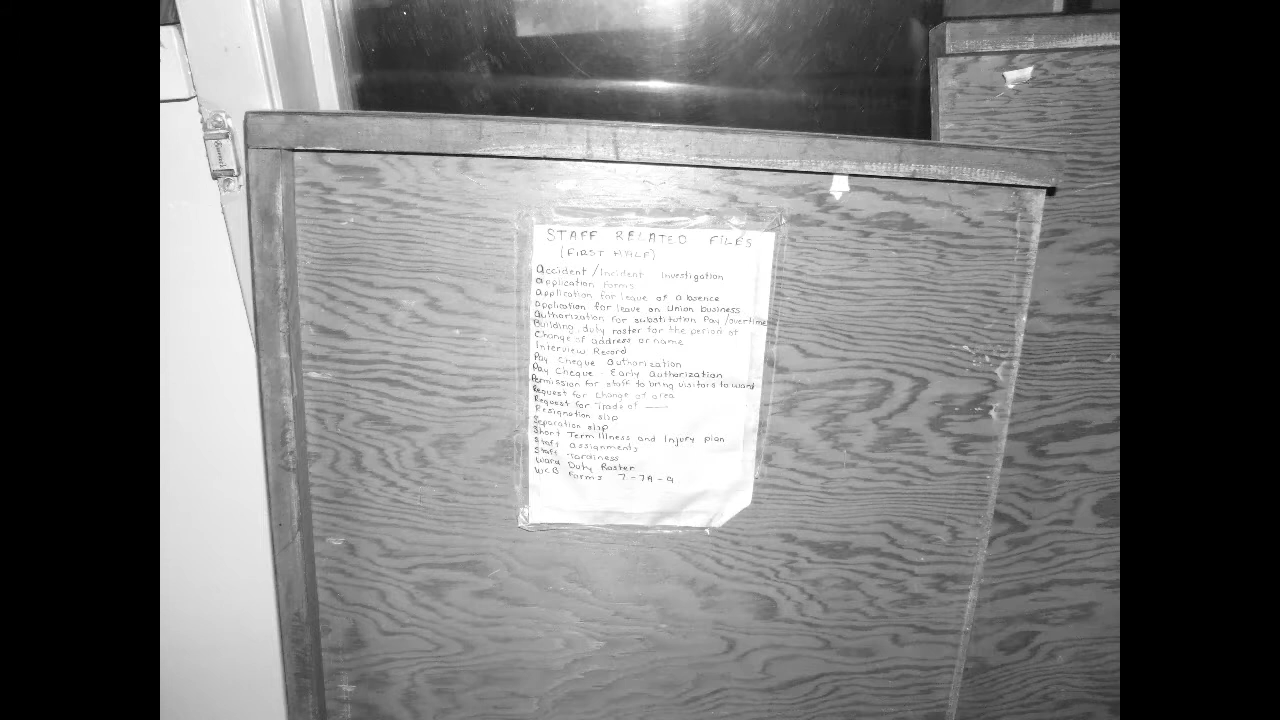 STAFF RELATED FILES
(FIRST HALF)
Accident/Incident Investigation
Application Forms
Application for leave of absence
Application for leave on Union business
Authorization for substitution Pay/overtime
Building duty roster for the period of
Change of address or name
Interview Record
Pay Cheque Authorization
Pay Cheque - Early Authorization
Permission for staff to bring visitors to ward
Request for change of area
Request for Trade of ——
Resignation slip
Separation slip
Short Term Illness and Injury plan
Staff assignments
Staff Tardiness
Ward Duty Roster
WCB Forms 7-7A-9